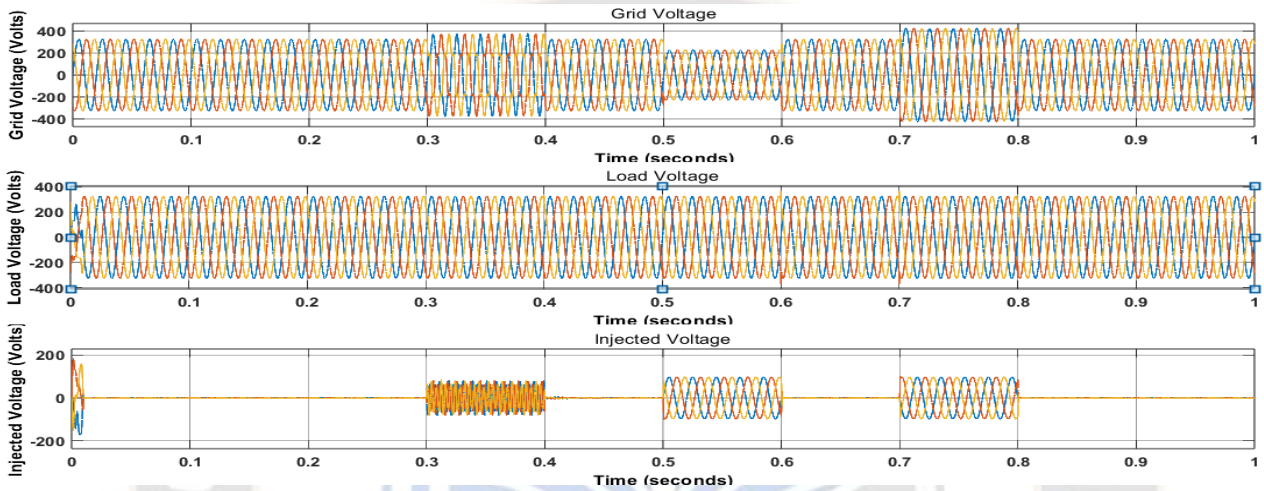 Grid Voltage
Grid Voltage (Volts)
400
200
0
-200
-400
0 0.1 0.2 0.3 0.4 0.5 0.6 0.7 0.8 0.9 1
Time (seconds)
Load Voltage
Load Voltage (Volts)
400
200
0
-200
-400
0 0.1 0.2 0.3 0.4 0.5 0.6 0.7 0.8 0.9 1
Time (seconds)
Injected Voltage
Injected Voltage (Volts)
200
0
-200
0 0.1 0.2 0.3 0.4 0.5 0.6 0.7 0.8 0.9 1
Time (seconds)